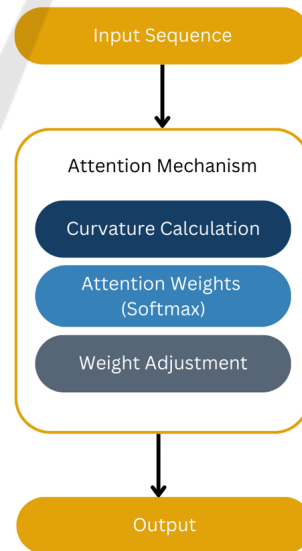 Input Sequence
Attention Mechanism
Curvature Calculation
Attention Weights
(Softmax)
Weight Adjustment
Output